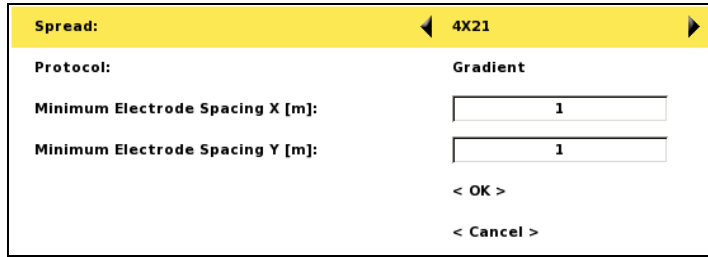 Spread: 4X21
Protocol: Gradient
Minimum Electrode Spacing X [m]: 1
Minimum Electrode Spacing Y [m]: 1
< OK >
< Cancel >